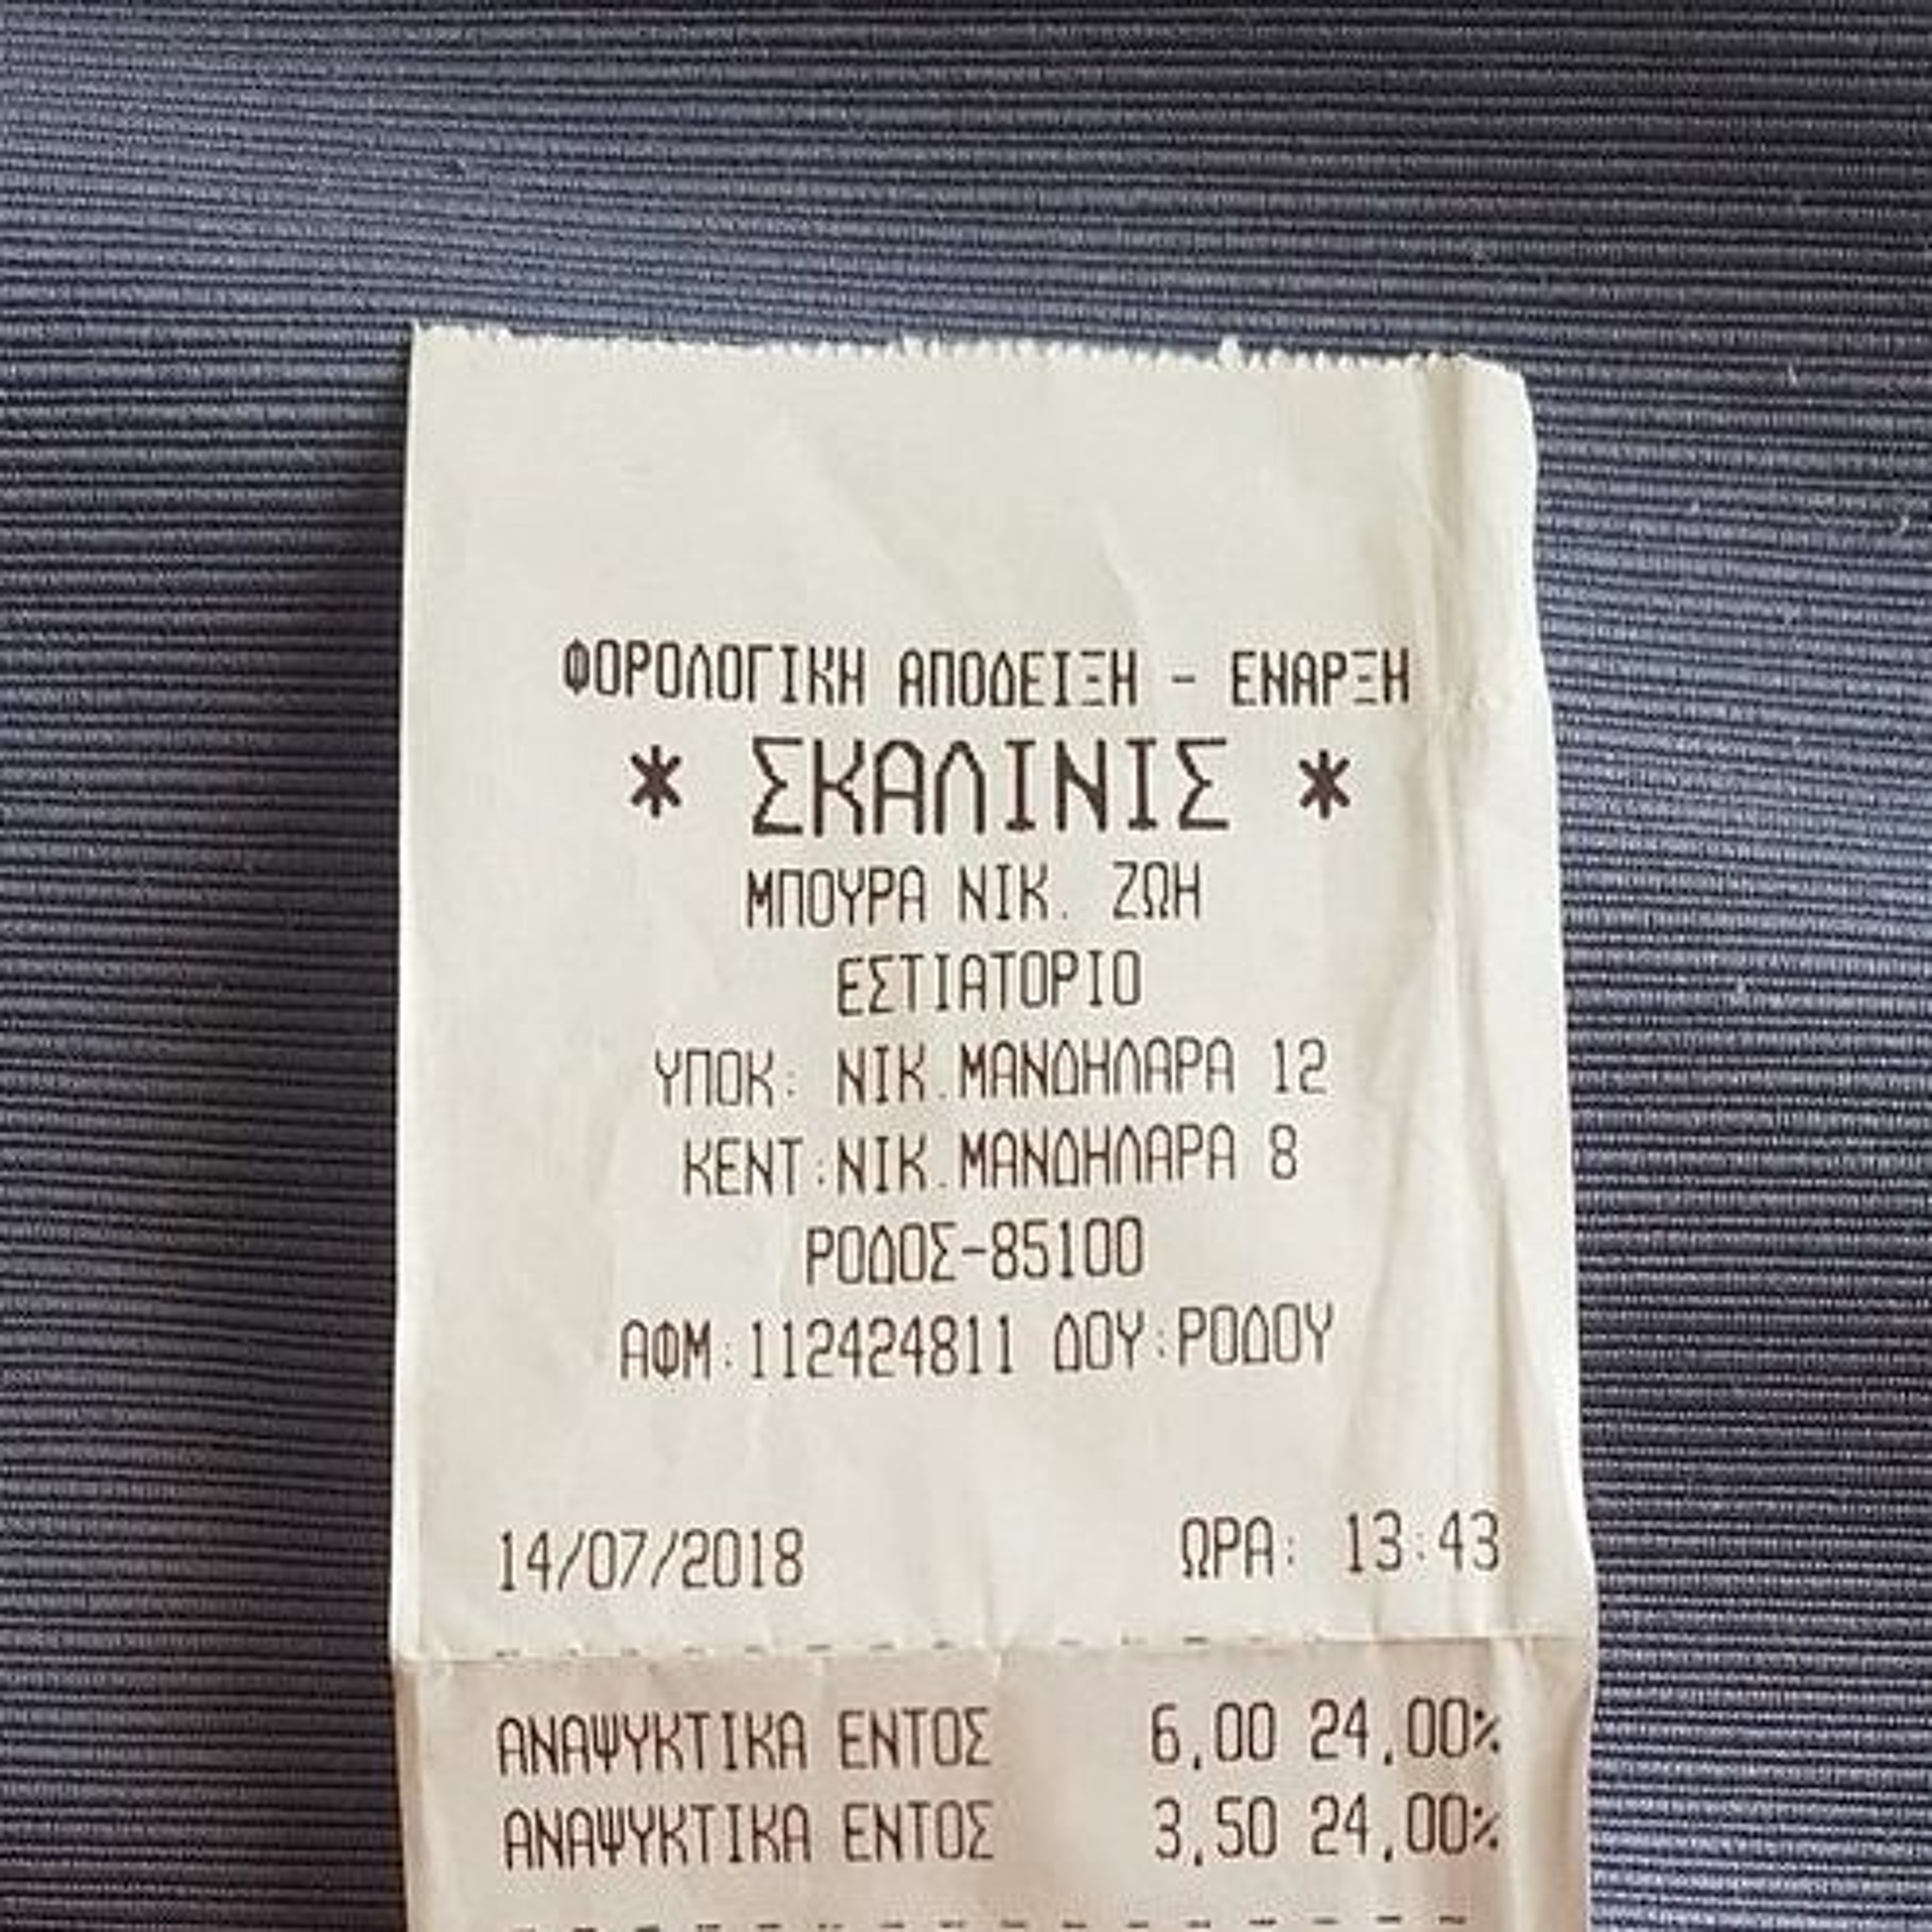 ΦΟΡΟΛΟΓΙΚΗ ΑΠΟΔΕΙΞΗ - ΕΝΑΡΞΗ
* ΣΚΑΛΙΝΙΣ *
ΜΠΟΥΡΑ ΝΙΚ. ΖΩΗ
ΕΣΤΙΑΤΟΡΙΟ
ΥΠΟΚ: ΝΙΚ.ΜΑΝΔΗΛΑΡΑ 12
ΚΕΝΤ:ΝΙΚ.ΜΑΝΔΗΛΑΡΑ 8
ΡΟΔΟΣ-85100
ΑΦΜ:112424811 ΔΟΥ:ΡΟΔΟΥ
14/07/2018 ΩΡΑ: 13:43
ΑΝΑΨΥΚΤΙΚΑ ΕΝΤΟΣ 6,00 24,00%
ΑΝΑΨΥΚΤΙΚΑ ΕΝΤΟΣ 3,50 24,00%